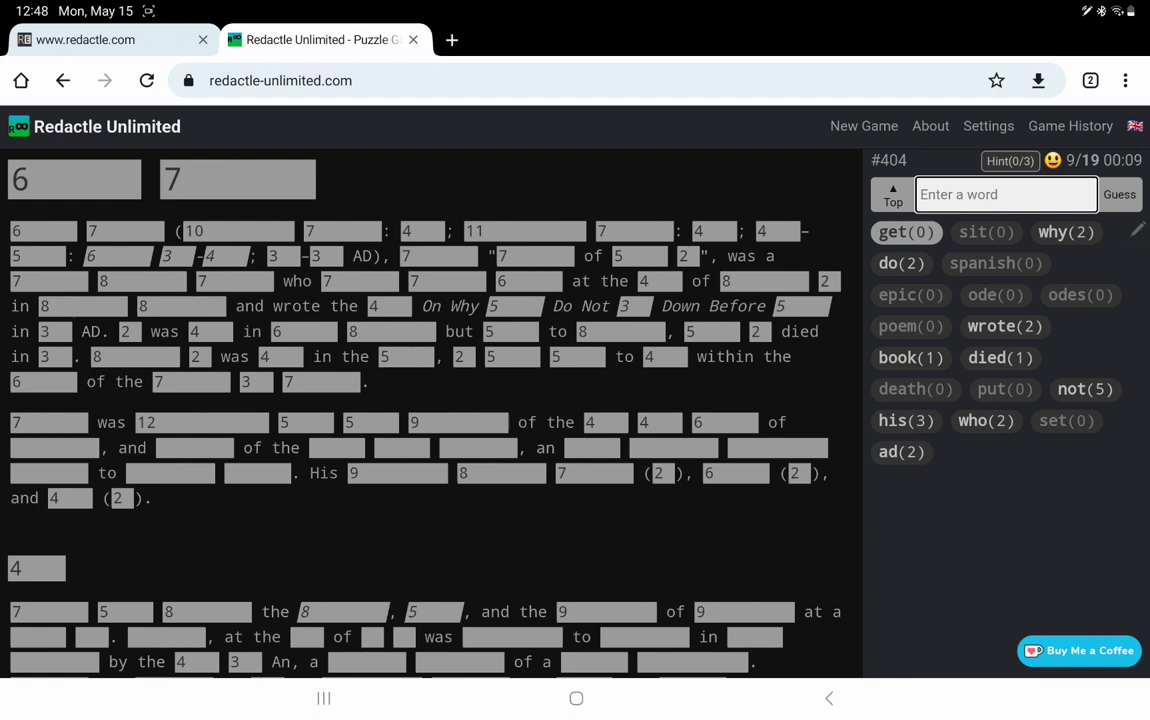 12:48 Mon, May 15
www.redactle.com
Redactle Unlimited - Puzzle G
redactle-unlimited.com
2
Redactle Unlimited
New Game About Settings Game History
#404 Hint(0/3) 9/19 00:09
Top Enter a word Guess
get(0) sit(0) why(2)
do(2) spanish(0)
epic(0) ode(0) odes(0)
poem(0) wrote(2)
book(1) died(1)
death(0) put(0) not(5)
his(3) who(2) set(0)
ad(2)
6 7
6 7 (10 7 : 4 ; 11 7 : 4 ; 4 –
5 : 6 3 -4 ; 3 –3 AD), 7 "7 of 5 2 ", was a
7 8 7 who 7 7 6 at the 4 of 8 2
in 8 8 and wrote the 4 On Why 5 Do Not 3 Down Before 5
in 3 AD. 2 was 4 in 6 8 but 5 to 8 , 5 2 died
in 3 . 8 2 was 4 in the 5 , 2 5 5 to 4 within the
6 of the 7 3 7 .
7 was 12 5 5 9 of the 4 4 6 of
, and of the , an
to . His 9 8 7 (2 ), 6 (2 ),
and 4 (2 ).
4
7 5 8 the 8 , 5 , and the 9 of 9 at a
. , at the of was to in
by the 4 3 An, a of a .
Buy Me a Coffee